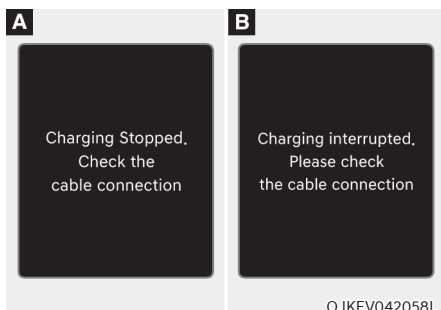 A
Charging Stopped.
Check the
cable connection
B
Charging interrupted.
Please check
the cable connection
OJKEV042058L